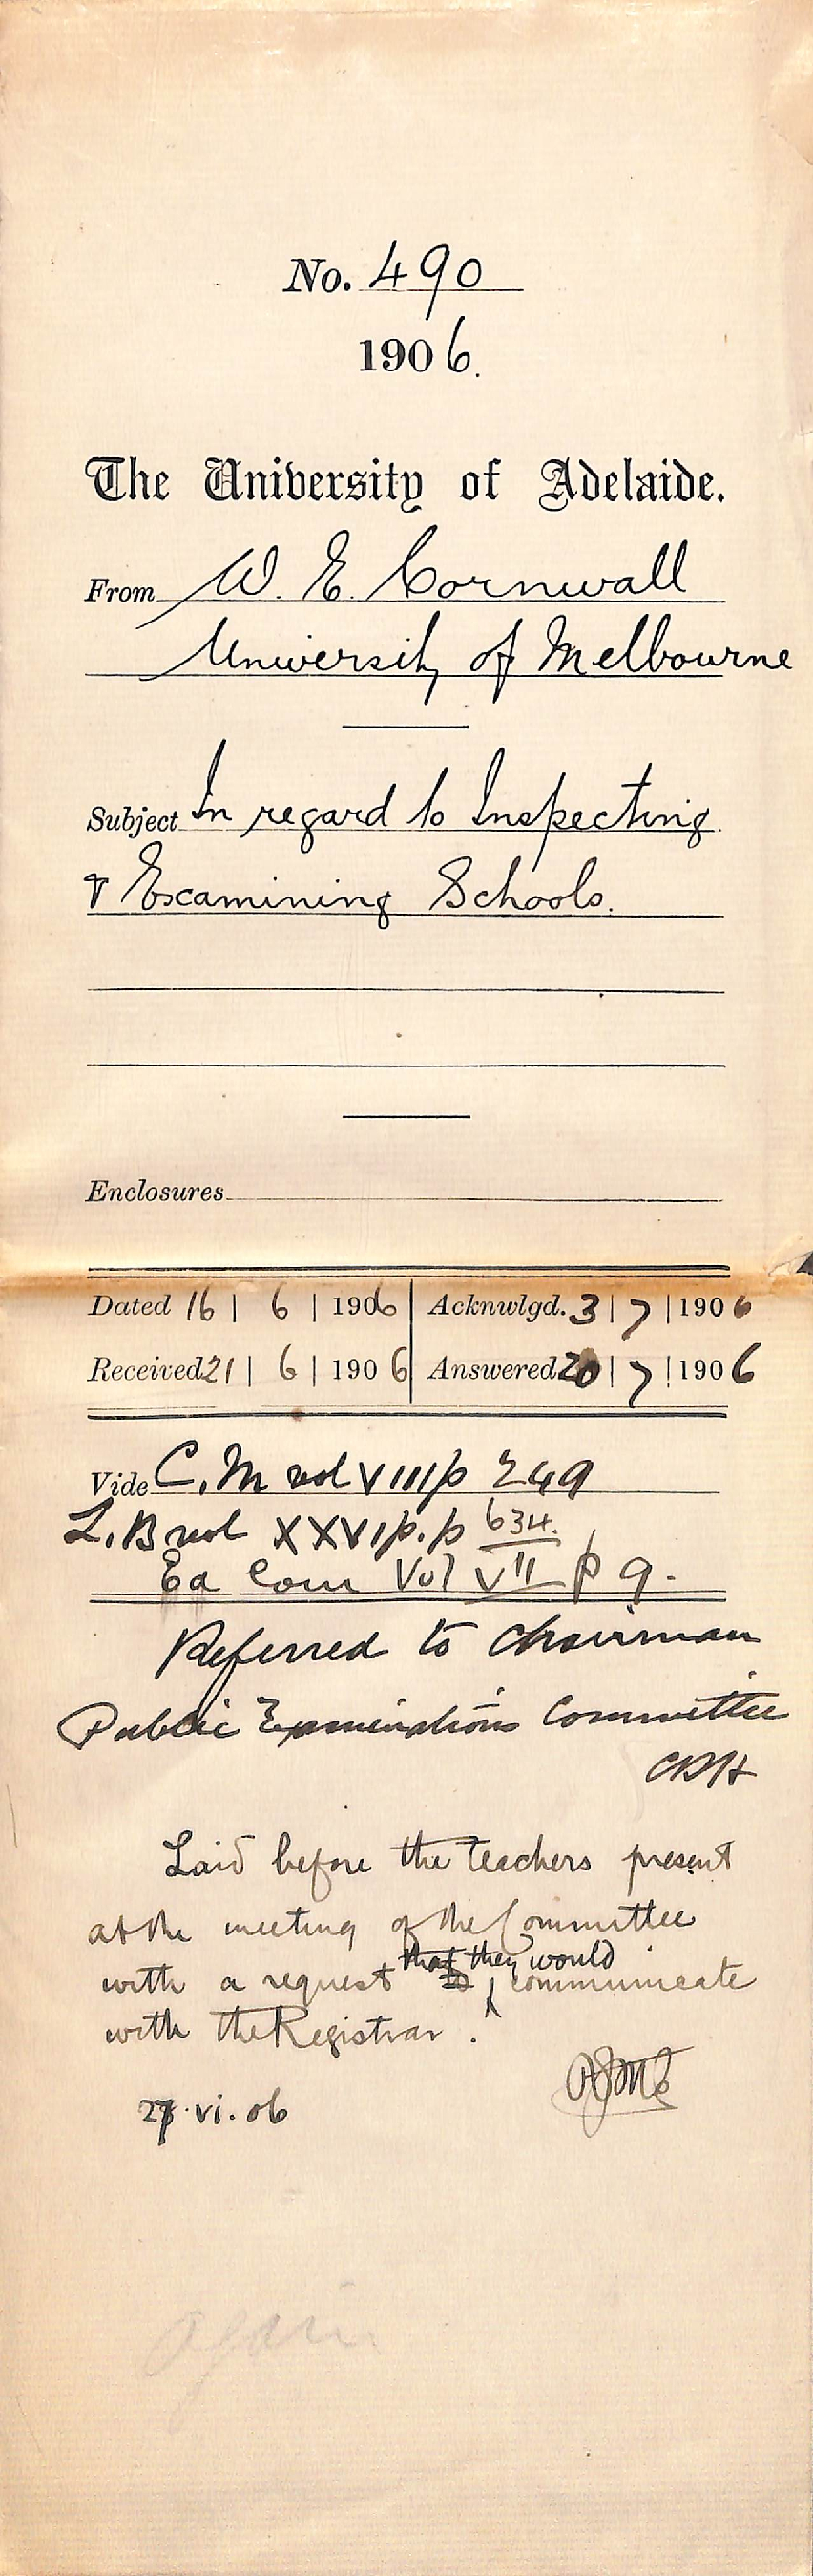 No. 490
1906.
The University of Adelaide.
From W. E. Cornwall
University of Melbourne
Subject In regard to Inspecting
& Examining Schools.
Enclosures
Dated 16 | 6 | 1906 Acknwlgd. 3 | 7 | 1906
Received 21 | 6 | 1906 Answered 20 | 7 | 1906
Vide C. M vol VIII p 249
L. B vol XXVI p. p 634.
Ed Com Vol VII p 9.
Referred to Chairman
Public Examinations Committee
Laid before the teachers present
at the meeting of the Committee
that they would
with a request to communicate
with the Registrar.
27.vi.06
Again